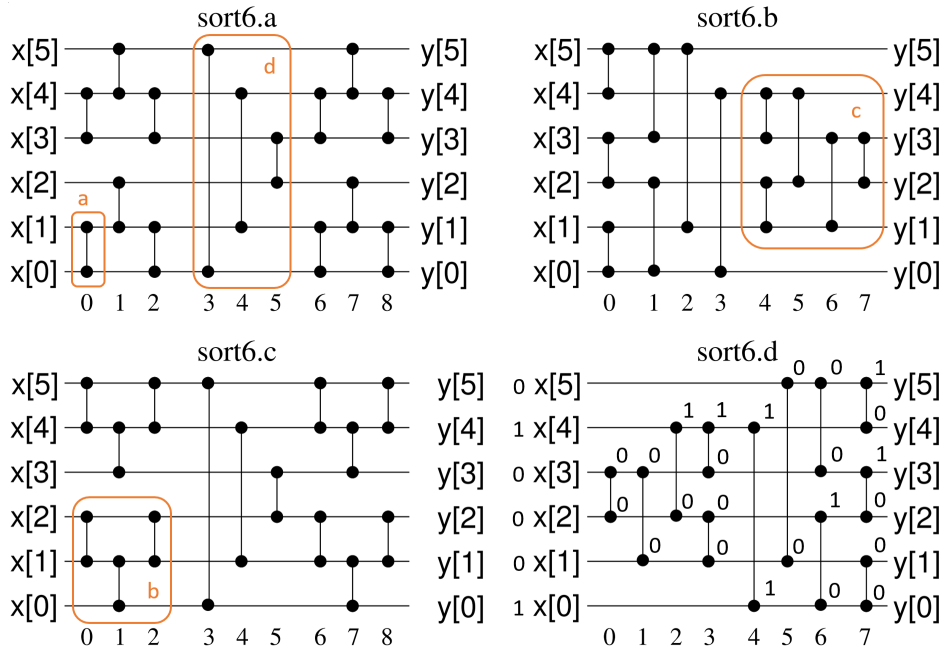 sort6.a
x[5] y[5]
d
x[4] y[4]
x[3] y[3]
x[2] y[2]
a
x[1] y[1]
x[0] y[0]
0 1 2 3 4 5 6 7 8
sort6.b
x[5] y[5]
x[4] y[4]
c
x[3] y[3]
x[2] y[2]
x[1] y[1]
x[0] y[0]
0 1 2 3 4 5 6 7
sort6.c
x[5] y[5]
x[4] y[4]
x[3] y[3]
x[2] y[2]
x[1] y[1]
b
x[0] y[0]
0 1 2 3 4 5 6 7 8
sort6.d
0 0 1
0 x[5] y[5]
1 1 1 0
1 x[4] y[4]
0 0 0 0 1
0 x[3] y[3]
0 0 0 1 0
0 x[2] y[2]
0 0 0 0
0 x[1] y[1]
1 0 0
1 x[0] y[0]
0 1 2 3 4 5 6 7